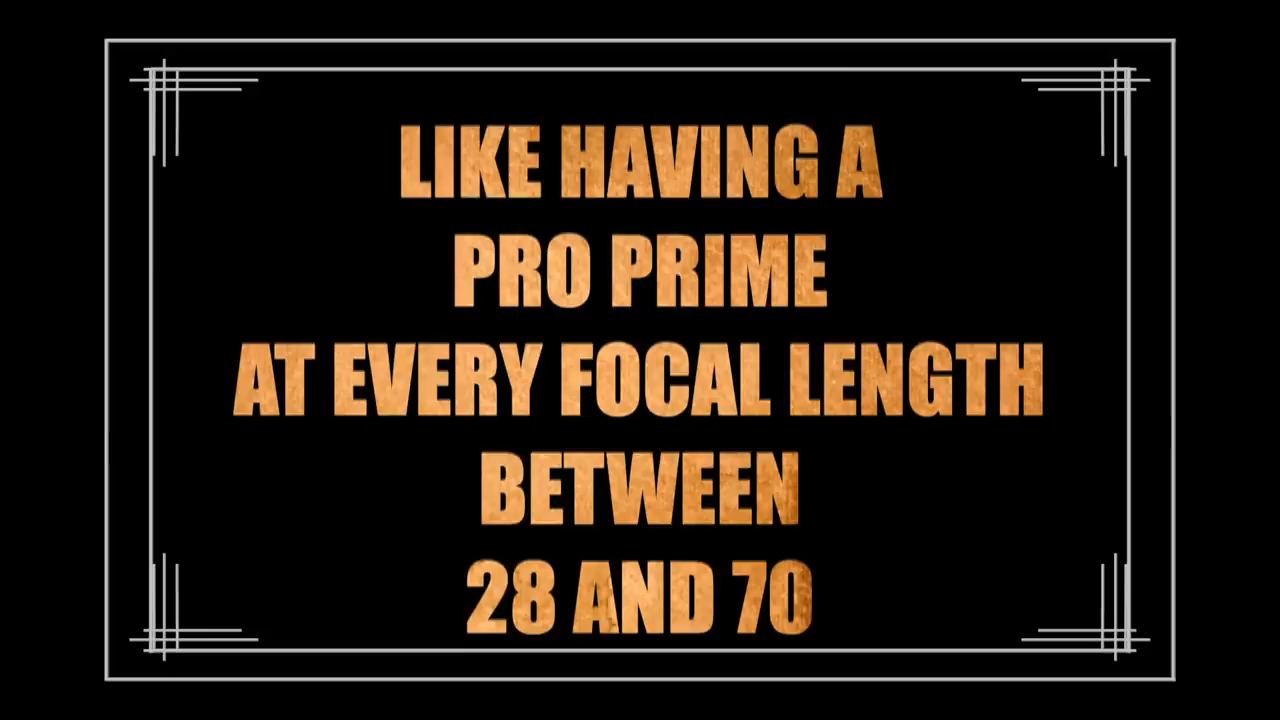 LIKE HAVING A
PRO PRIME
AT EVERY FOCAL LENGTH
BETWEEN
28 AND 70